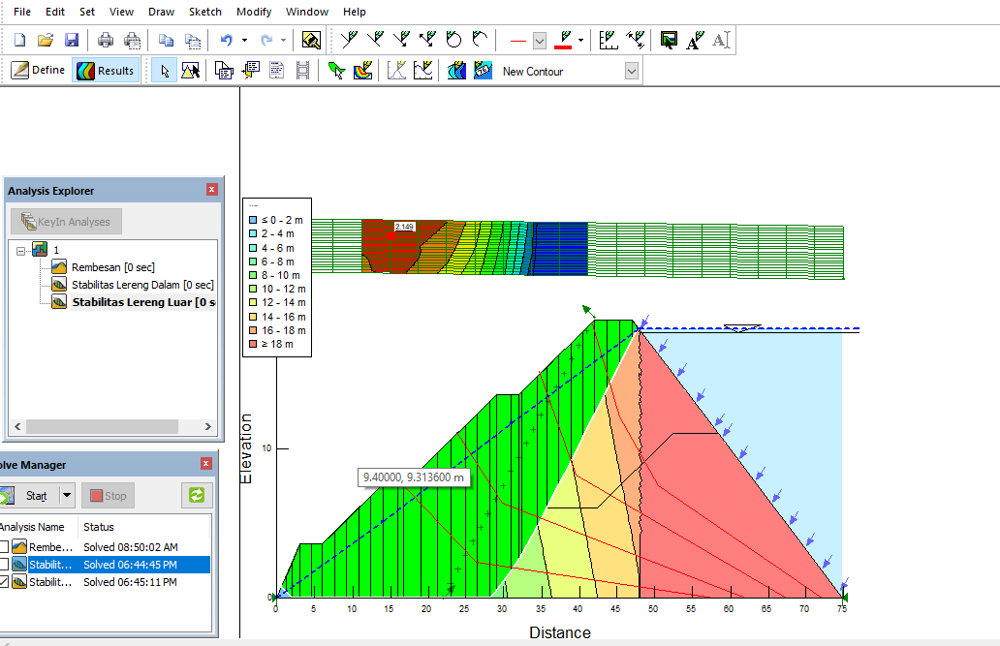 File Edit Set View Draw Sketch Modify Window Help
Define Results New Contour
Analysis Explorer
KeyIn Analyses
1
Rembesan [0 sec]
Stabilitas Lereng Dalam [0 sec]
Stabilitas Lereng Luar [0 s
olve Manager
Start Stop
Analysis Name Status
Rembe... Solved 08:50:02 AM
Stabilit... Solved 06:44:45 PM
Stabilit... Solved 06:45:11 PM
≤ 0 - 2 m
2 - 4 m
4 - 6 m
6 - 8 m
8 - 10 m
10 - 12 m
12 - 14 m
14 - 16 m
16 - 18 m
≥ 18 m
2.149
9.40000, 9.313600 m
Elevation
10
0
0 5 10 15 20 25 30 35 40 45 50 55 60 65 70 75
Distance